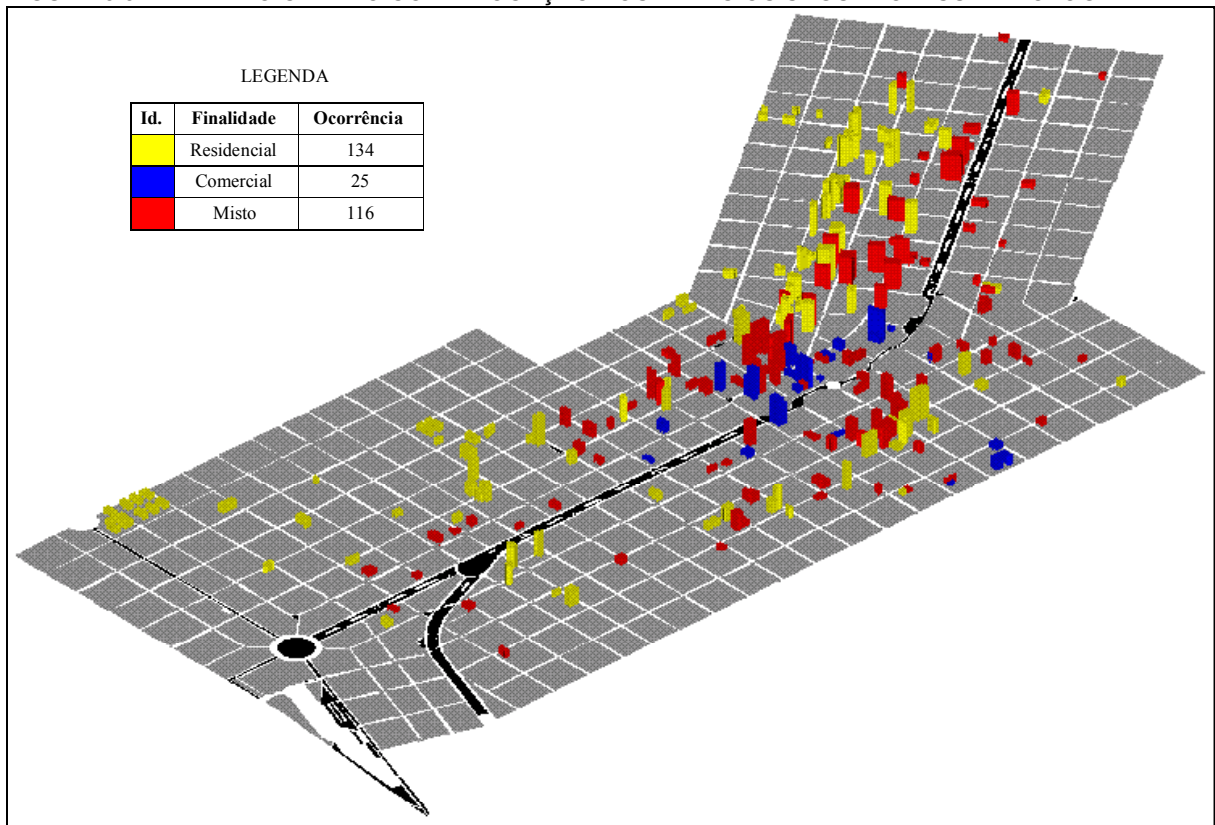 LEGENDA
Id. Finalidade Ocorrência
Residencial 134
Comercial 25
Misto 116